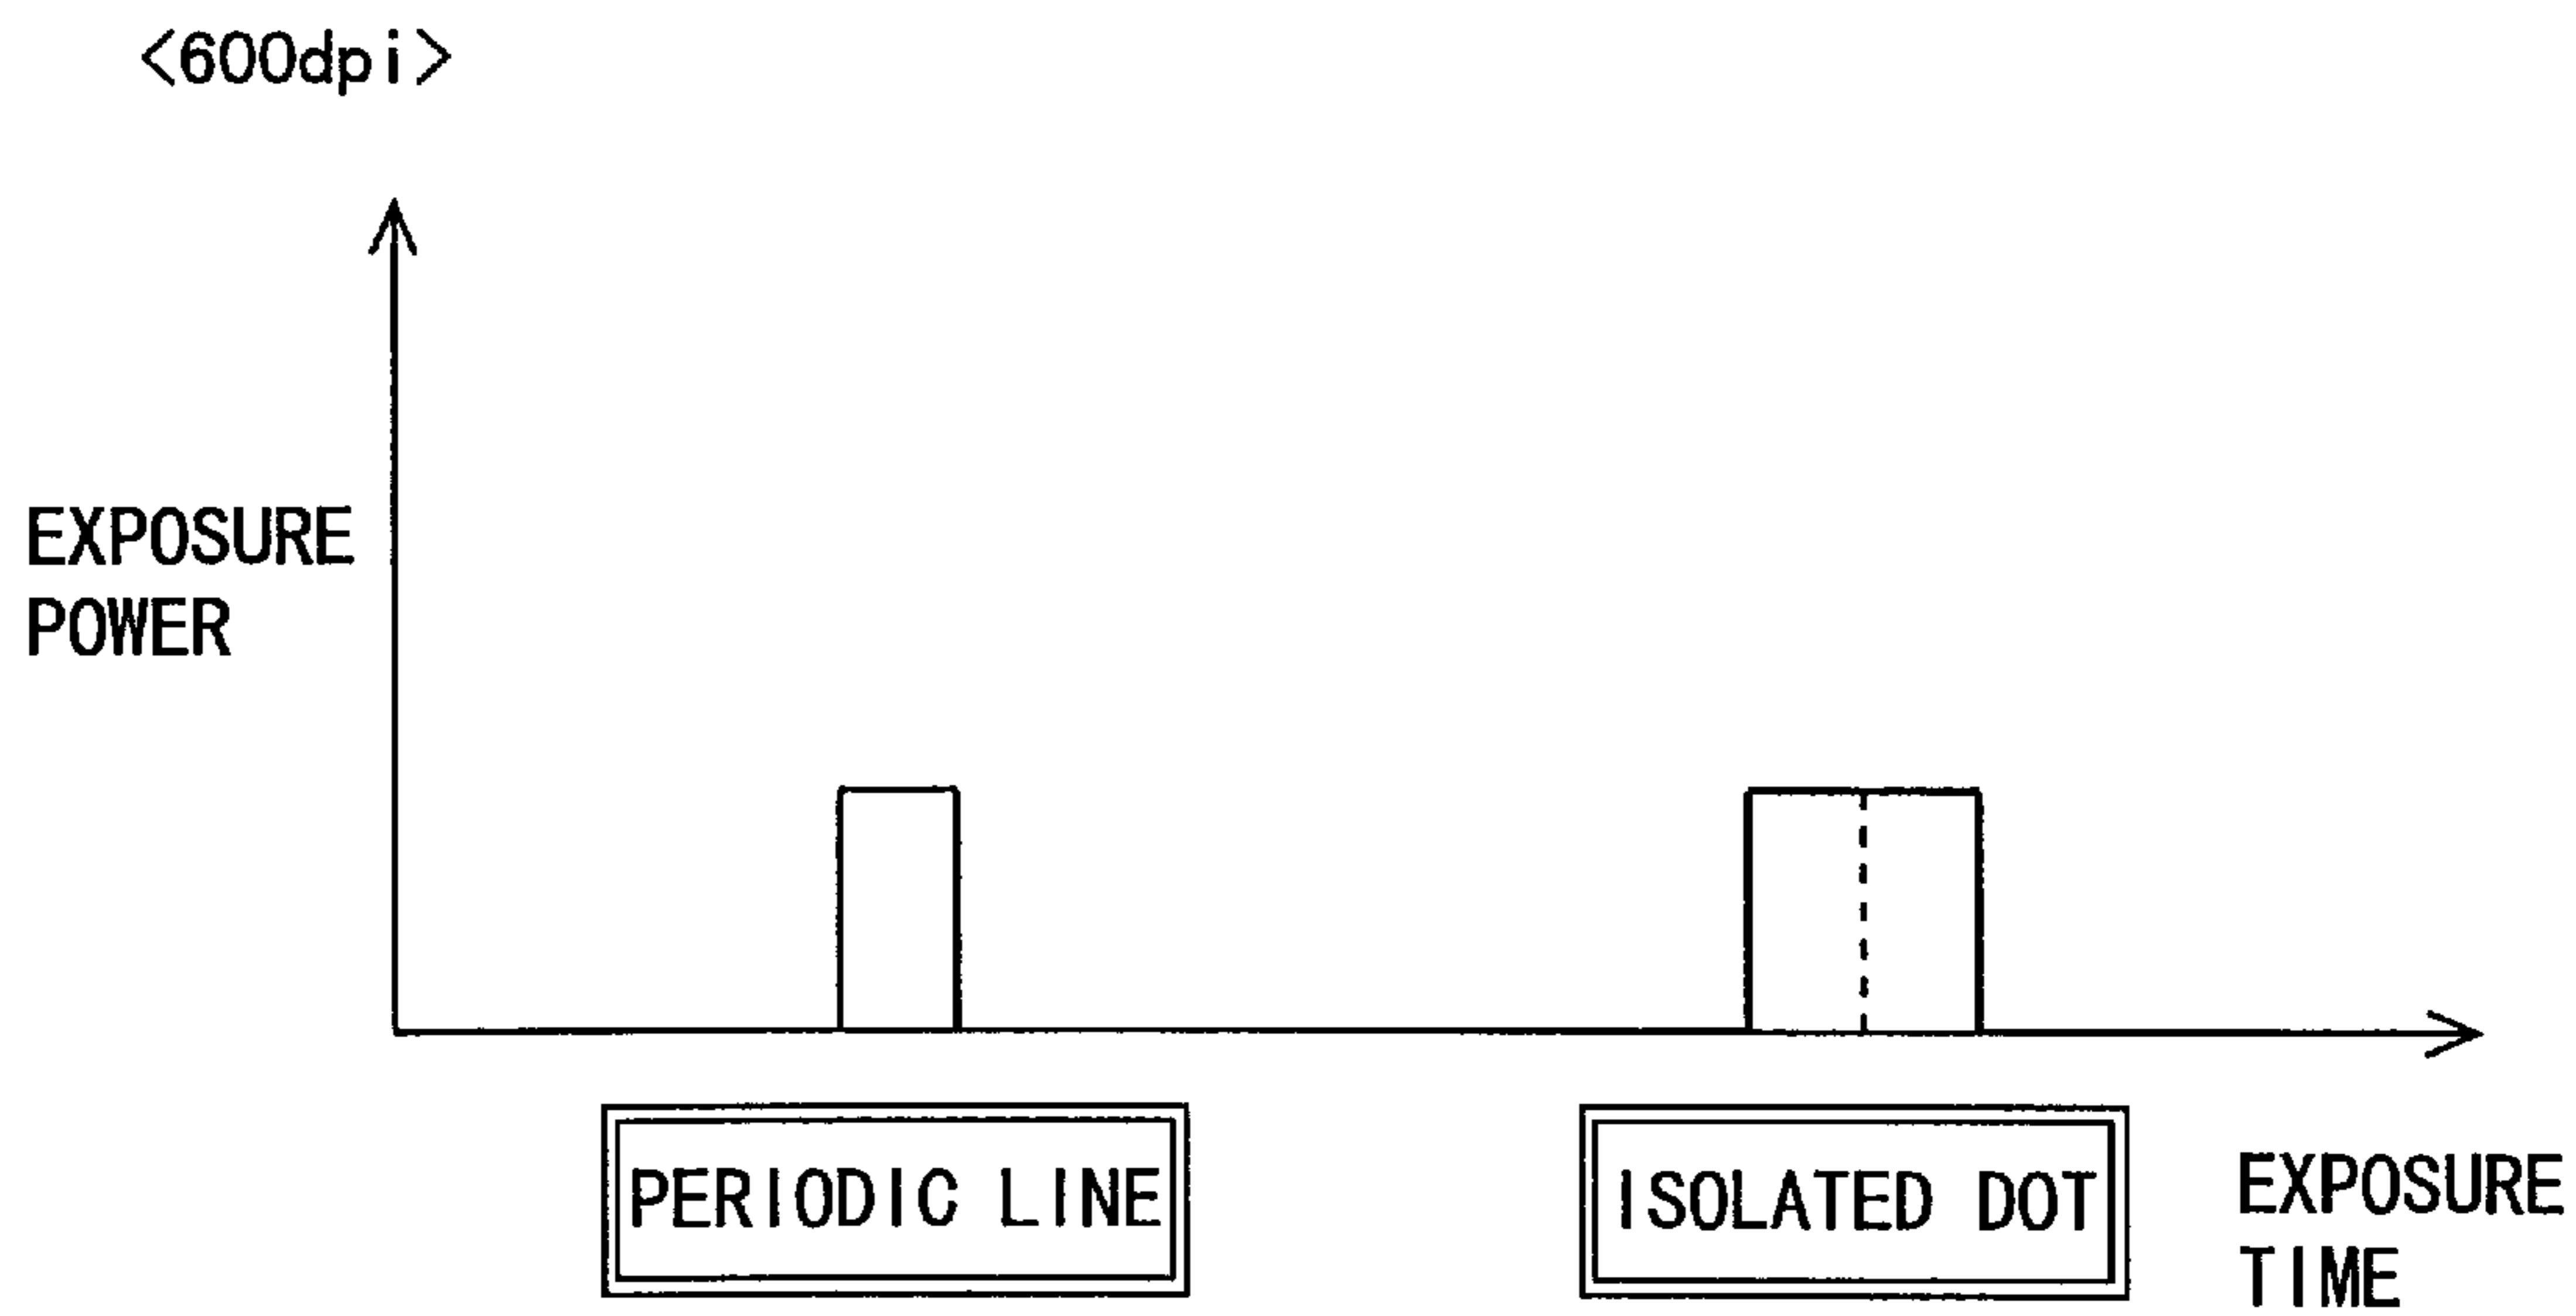 <600dpi>
EXPOSURE
POWER
PERIODIC LINE
ISOLATED DOT
EXPOSURE
TIME